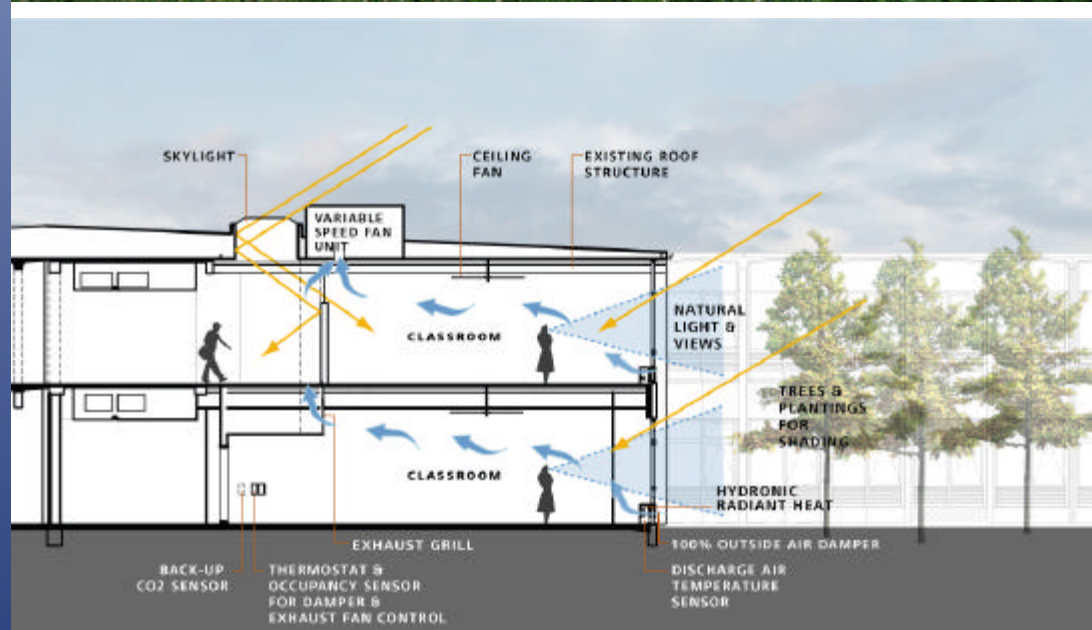 SKYLIGHT
CEILING
FAN
EXISTING ROOF
STRUCTURE
VARIABLE
SPEED FAN
UNIT
NATURAL
LIGHT &
VIEWS
CLASSROOM
TREES &
PLANTINGS
FOR
SHADING
CLASSROOM
HYDRONIC
RADIANT HEAT
EXHAUST GRILL
100% OUTSIDE AIR DAMPER
BACK-UP
CO2 SENSOR
THERMOSTAT &
OCCUPANCY SENSOR
FOR DAMPER &
EXHAUST FAN CONTROL
DISCHARGE AIR
TEMPERATURE
SENSOR